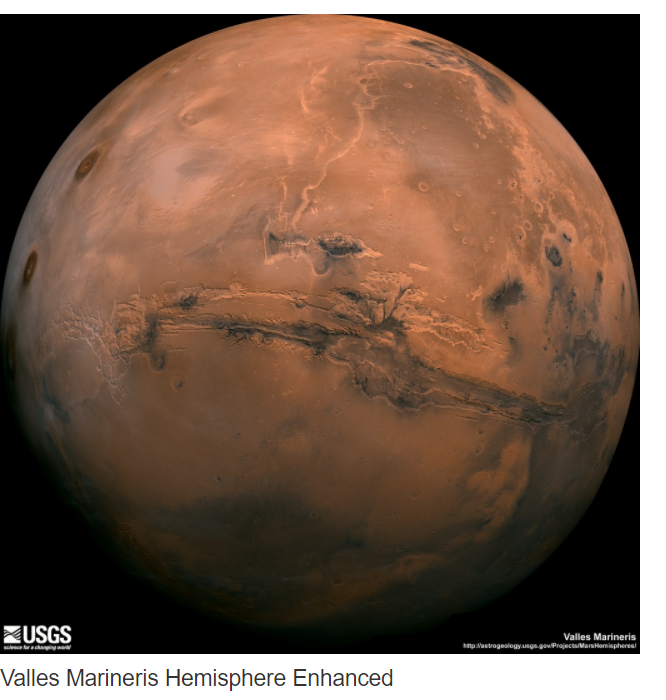 USGS
science for a changing world
Valles Marineris
http://astrogeology.usgs.gov/Projects/MarsHemispheres/
Valles Marineris Hemisphere Enhanced